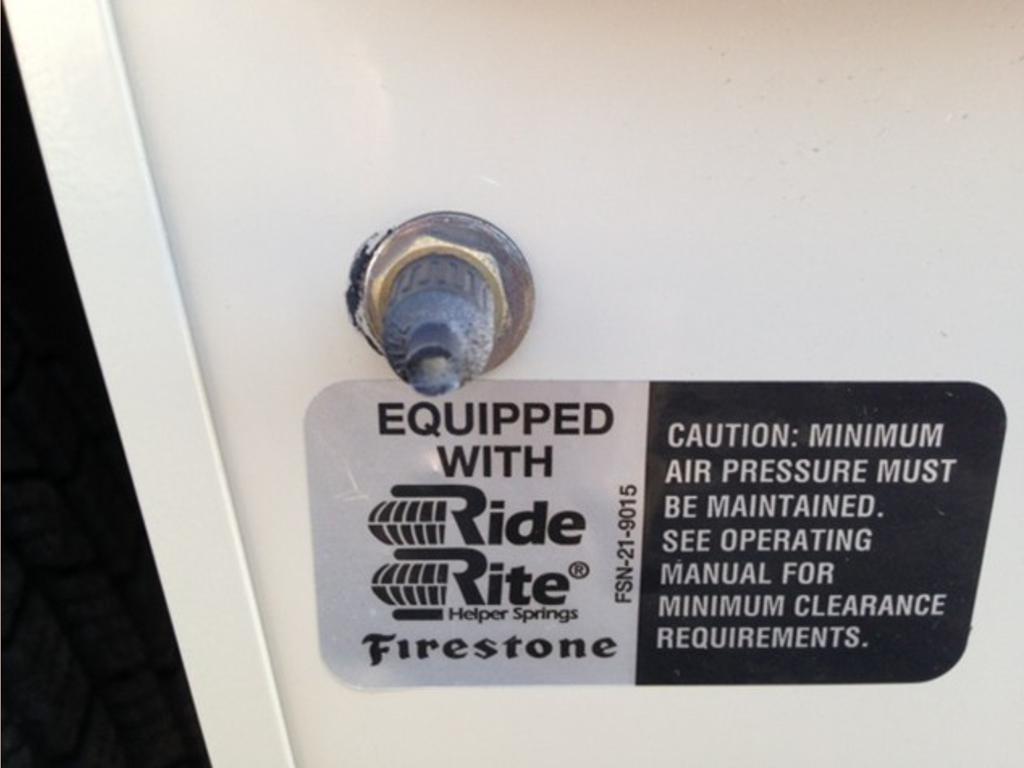 EQUIPPED
WITH
Ride
Rite®
Helper Springs
Firestone
FSN-21-9015
CAUTION: MINIMUM
AIR PRESSURE MUST
BE MAINTAINED.
SEE OPERATING
MANUAL FOR
MINIMUM CLEARANCE
REQUIREMENTS.